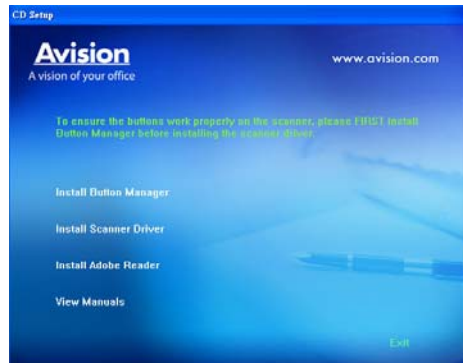 CD Setup
Avision
www.avision.com
A vision of your office
To ensure the buttons work properly on the scanner, please FIRST install
Button Manager before installing the scanner driver.
Install Button Manager
Install Scanner Driver
Install Adobe Reader
View Manuals
Exit